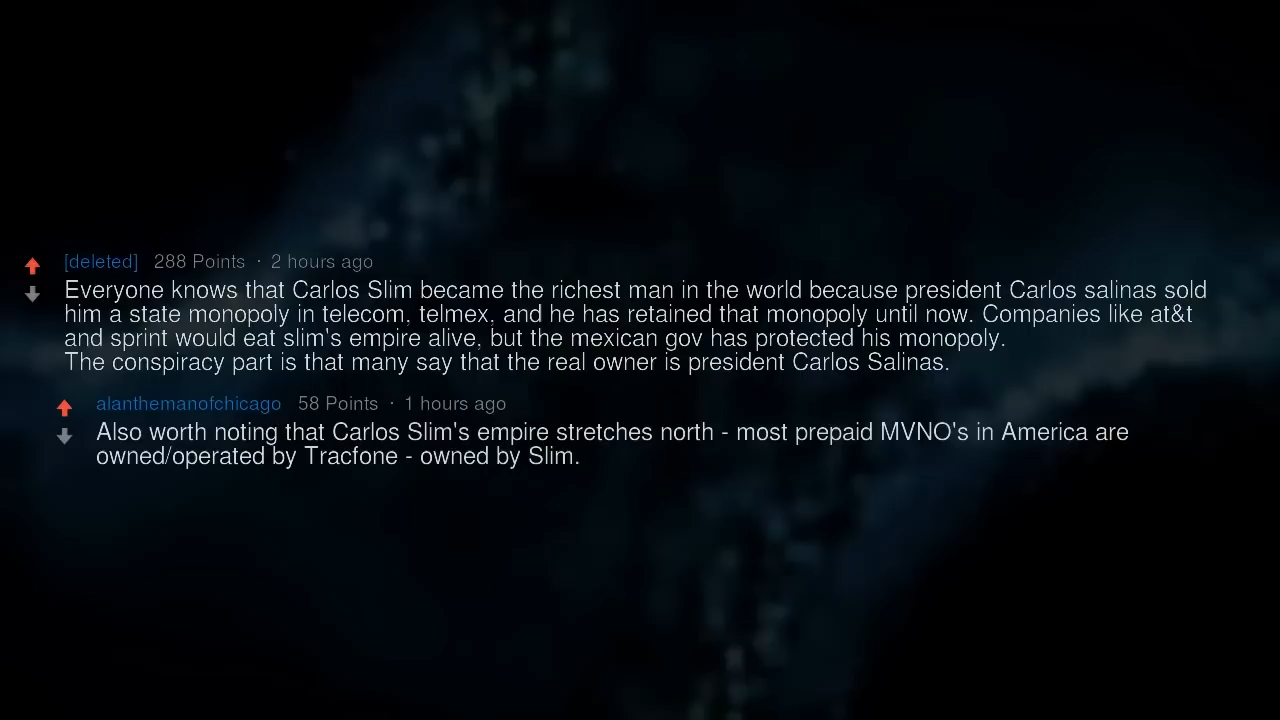 [deleted] 288 Points · 2 hours ago
Everyone knows that Carlos Slim became the richest man in the world because president Carlos salinas sold
him a state monopoly in telecom, telmex, and he has retained that monopoly until now. Companies like at&t
and sprint would eat slim's empire alive, but the mexican gov has protected his monopoly.
The conspiracy part is that many say that the real owner is president Carlos Salinas.
alanthemanofchicago 58 Points · 1 hours ago
Also worth noting that Carlos Slim's empire stretches north - most prepaid MVNO's in America are
owned/operated by Tracfone - owned by Slim.